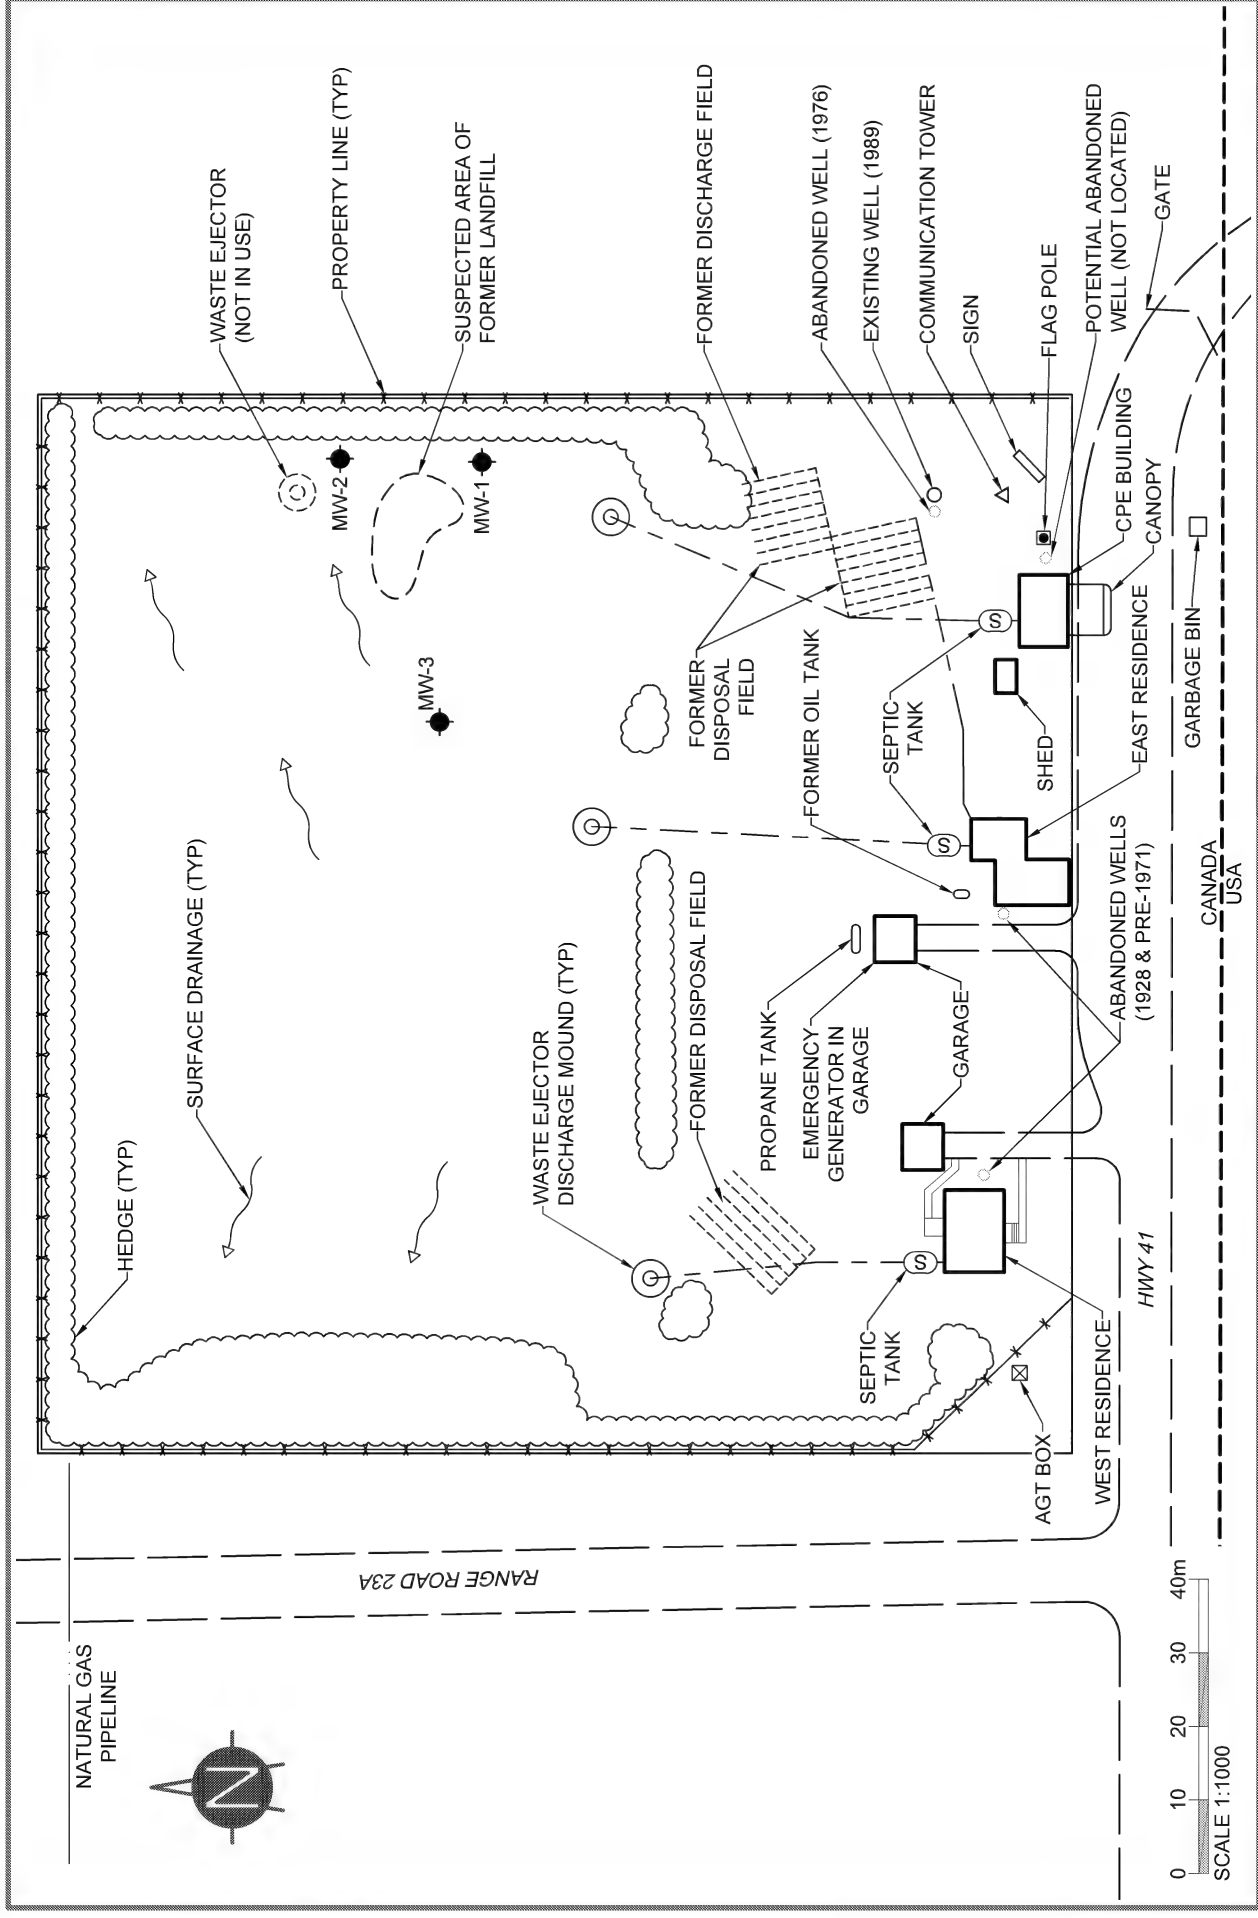 NATURAL GAS
PIPELINE
N
RANGE ROAD 23A
HEDGE (TYP)
SURFACE DRAINAGE (TYP)
WASTE EJECTOR
(NOT IN USE)
PROPERTY LINE (TYP)
SUSPECTED AREA OF
FORMER LANDFILL
MW-2
MW-1
MW-3
WASTE EJECTOR
DISCHARGE MOUND (TYP)
FORMER DISPOSAL FIELD
FORMER
DISPOSAL
FIELD
FORMER DISCHARGE FIELD
ABANDONED WELL (1976)
EXISTING WELL (1989)
COMMUNICATION TOWER
SIGN
FLAG POLE
POTENTIAL ABANDONED
WELL (NOT LOCATED)
GATE
PROPANE TANK
EMERGENCY
GENERATOR IN
GARAGE
FORMER OIL TANK
SEPTIC
TANK
S
S
SEPTIC
TANK
S
GARAGE
SHED
CPE BUILDING
CANOPY
EAST RESIDENCE
GARBAGE BIN
ABANDONED WELLS
(1928 & PRE-1971)
AGT BOX
WEST RESIDENCE
HWY 41
CANADA
USA
0 10 20 30 40m
SCALE 1:1000